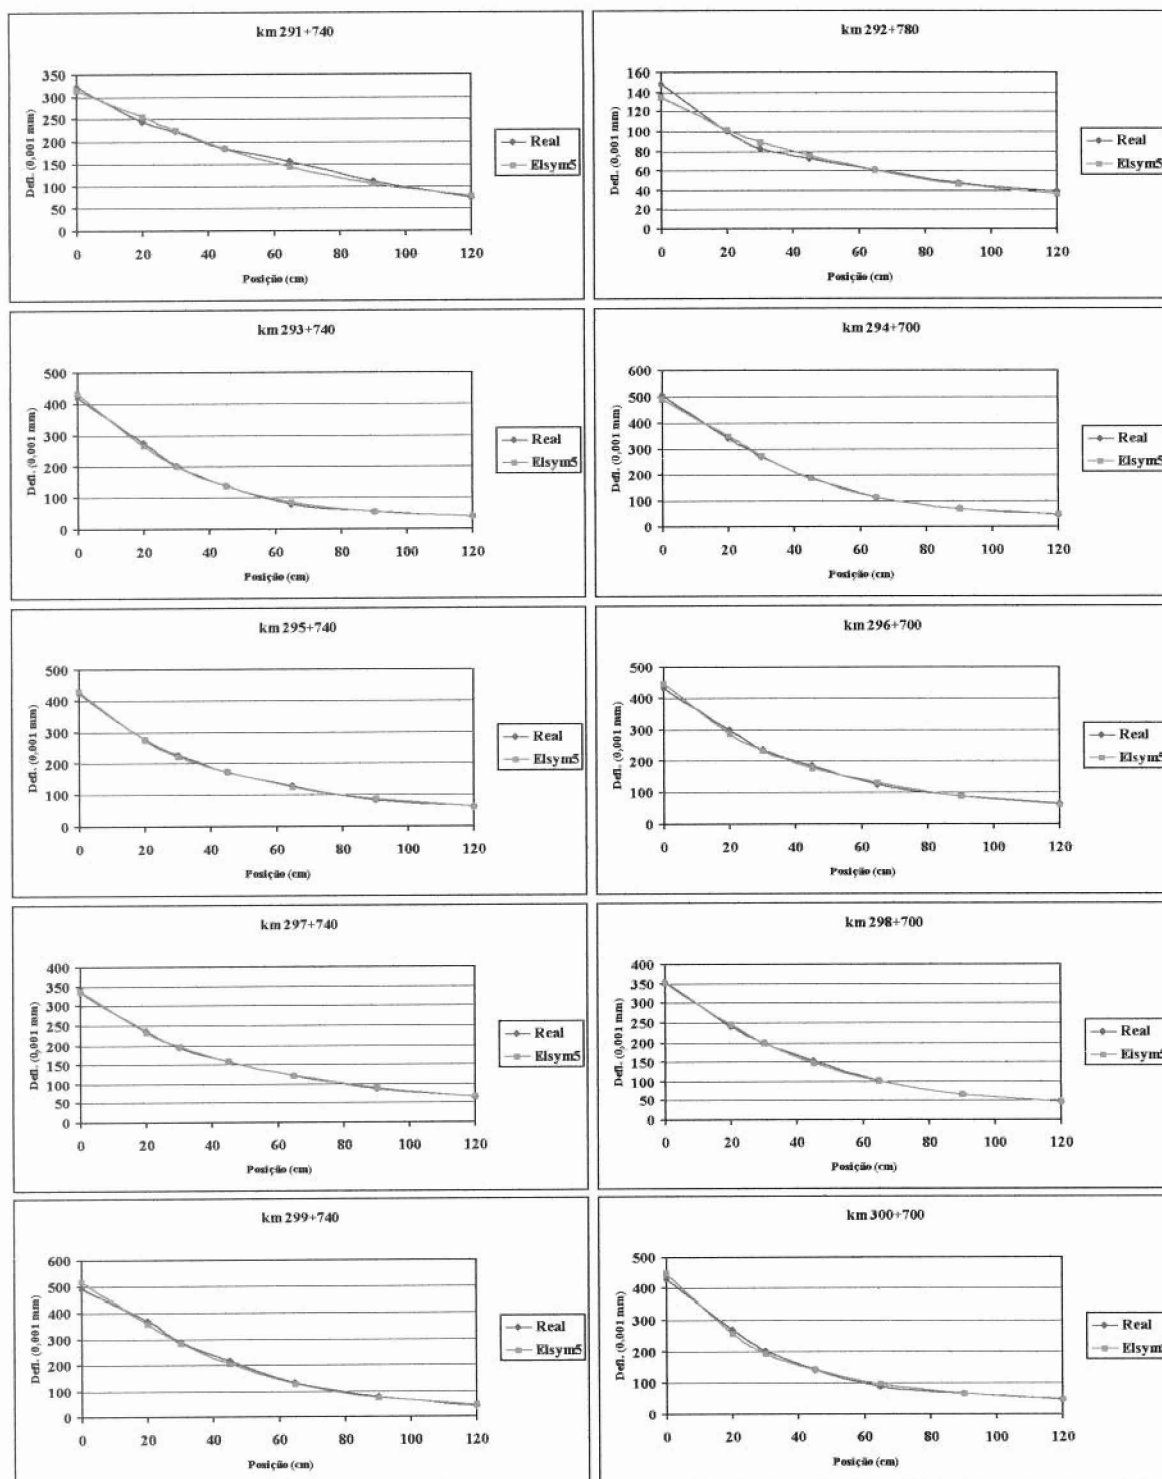 km 291+740
Defl. (0,001 mm)
350
300
250
200
150
100
50
0
0 20 40 60 80 100 120
Posição (cm)
Real
Elsym5
km 292+780
Defl. (0,001 mm)
160
140
120
100
80
60
40
20
0
0 20 40 60 80 100 120
Posição (cm)
Real
Elsym5
km 293+740
Defl. (0,001 mm)
500
400
300
200
100
0
0 20 40 60 80 100 120
Posição (cm)
Real
Elsym5
km 294+700
Defl. (0,001 mm)
600
500
400
300
200
100
0
0 20 40 60 80 100 120
Posição (cm)
Real
Elsym5
km 295+740
Defl. (0,001 mm)
500
400
300
200
100
0
0 20 40 60 80 100 120
Posição (cm)
Real
Elsym5
km 296+700
Defl. (0,001 mm)
500
400
300
200
100
0
0 20 40 60 80 100 120
Posição (cm)
Real
Elsym5
km 297+740
Defl. (0,001 mm)
400
350
300
250
200
150
100
50
0
0 20 40 60 80 100 120
Posição (cm)
Real
Elsym5
km 298+700
Defl. (0,001 mm)
400
350
300
250
200
150
100
50
0
0 20 40 60 80 100 120
Posição (cm)
Real
Elsym5
km 299+740
Defl. (0,001 mm)
600
500
400
300
200
100
0
0 20 40 60 80 100 120
Posição (cm)
Real
Elsym5
km 300+700
Defl. (0,001 mm)
500
400
300
200
100
0
0 20 40 60 80 100 120
Posição (cm)
Real
Elsym5